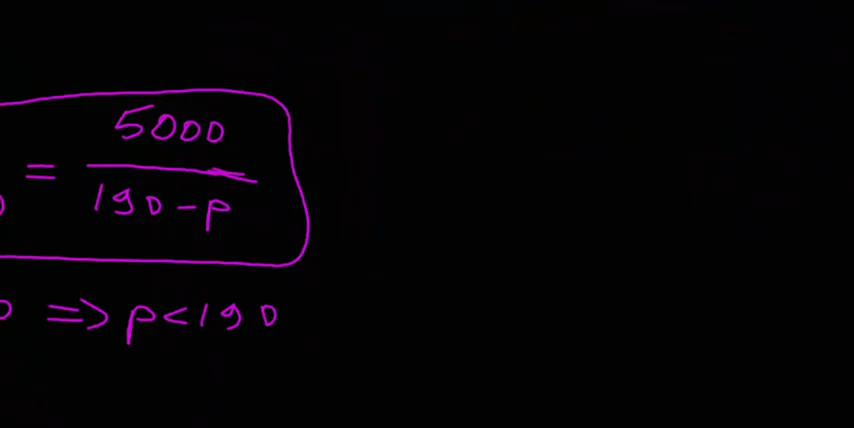 = 5000
190 - P
=> P < 190